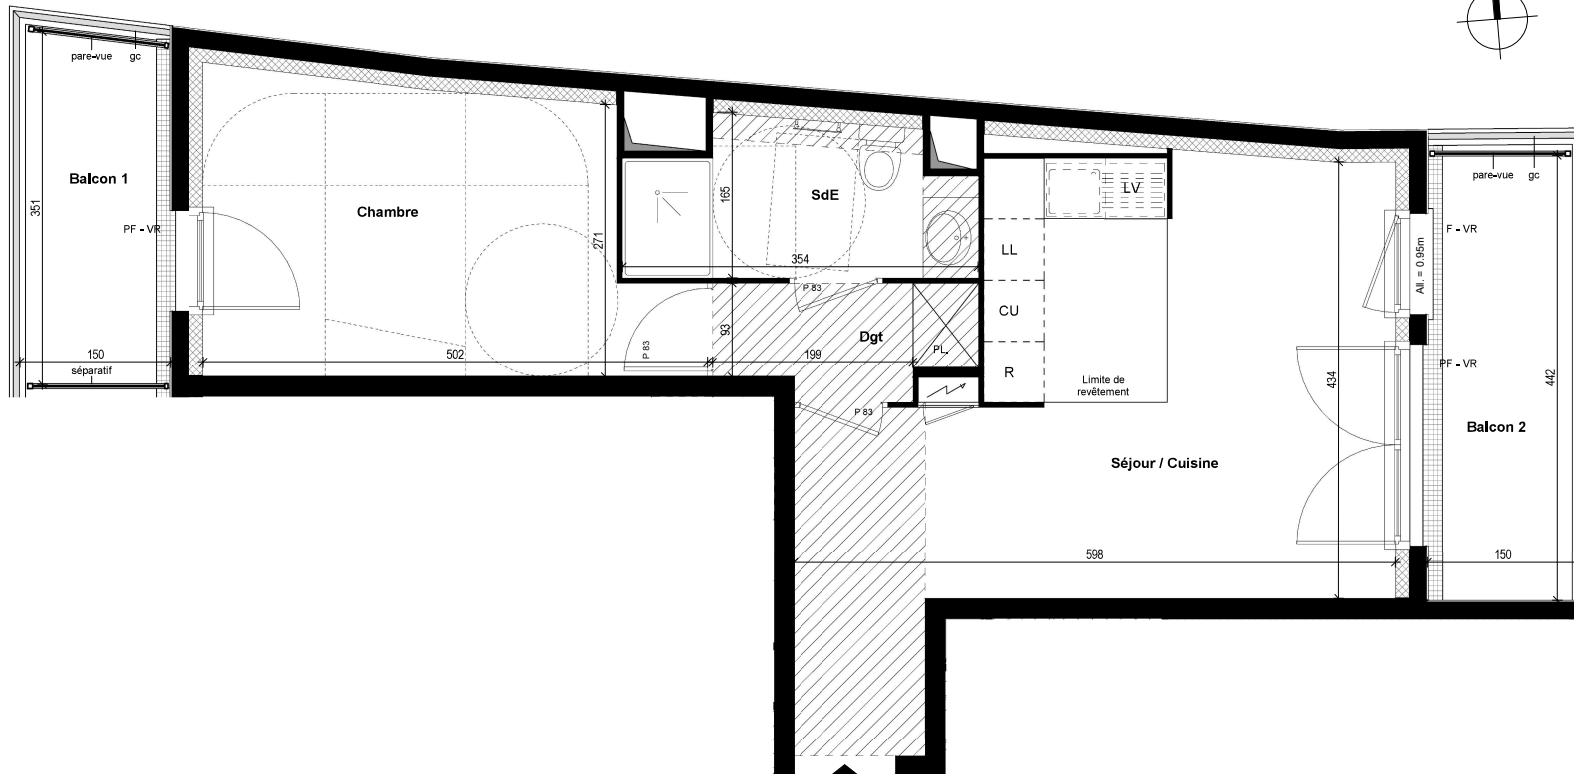 pare-vue
gc
Balcon 1
351
PF - VR
150
séparatif
Chambre
271
502
P 83
SdE
165
354
P 83
93
Dgt
199
PL.
P 83
LV
LL
CU
R
Limite de
revêtement
Séjour / Cuisine
434
598
All. = 0.95m
pare-vue
gc
F - VR
PF - VR
442
Balcon 2
150